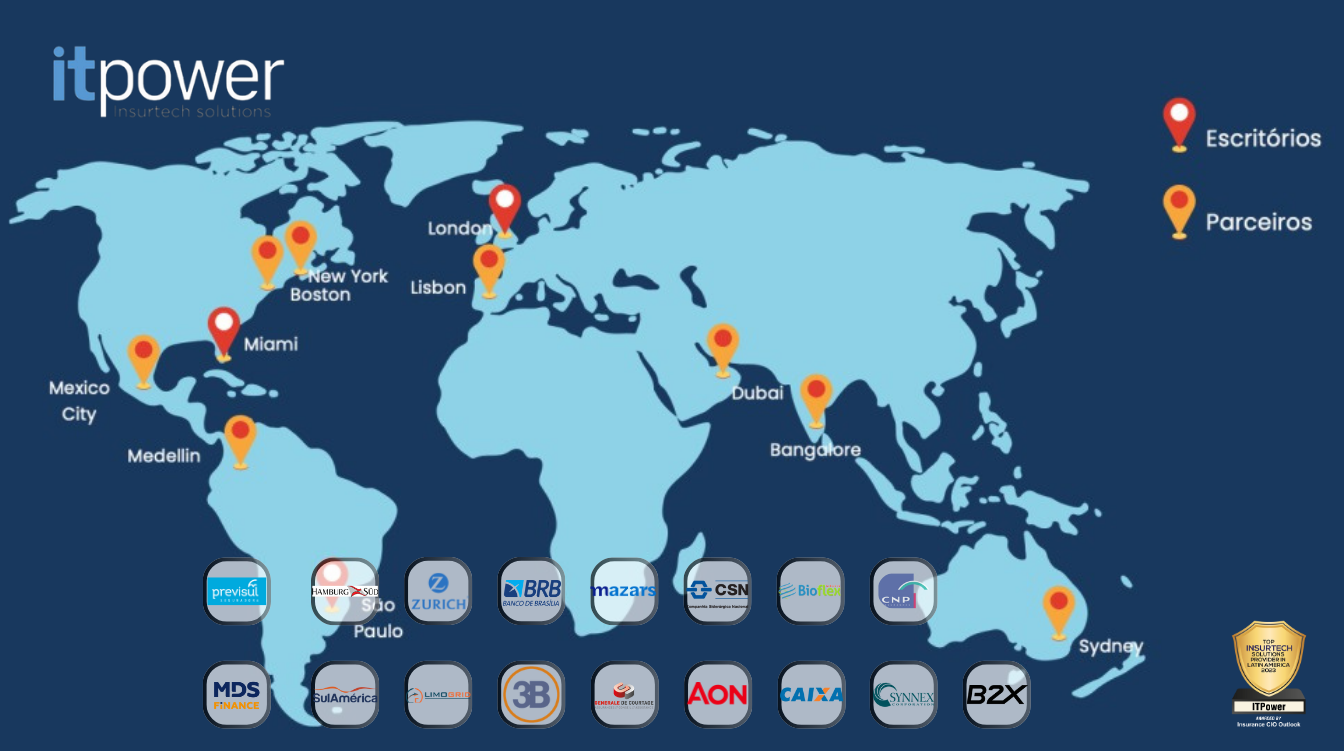 itpower
insurtech solutions
Escritórios
Parceiros
London
New York
Boston
Lisbon
Miami
Mexico
City
Dubai
Medellin
Bangalore
São
Paulo
Sydney
previsul
SEGURADORA
HAMBURG SÜD
Z
ZURICH
BRB
BANCO DE BRASÍLIA
mazars
CSN
Companhia Siderúrgica Nacional
Bioflex
CNP
MDS
FINANCE
SulAmérica
LIMOGRID
3B
GENERALE DE COURTAGE
AON
CAIXA
SYNNEX
CORPORATION
B2X
TOP
INSURTECH
SOLUTIONS
PROVIDER IN
LATIN AMERICA
2023
ITPower
AWARDED BY
Insurance CIO Outlook